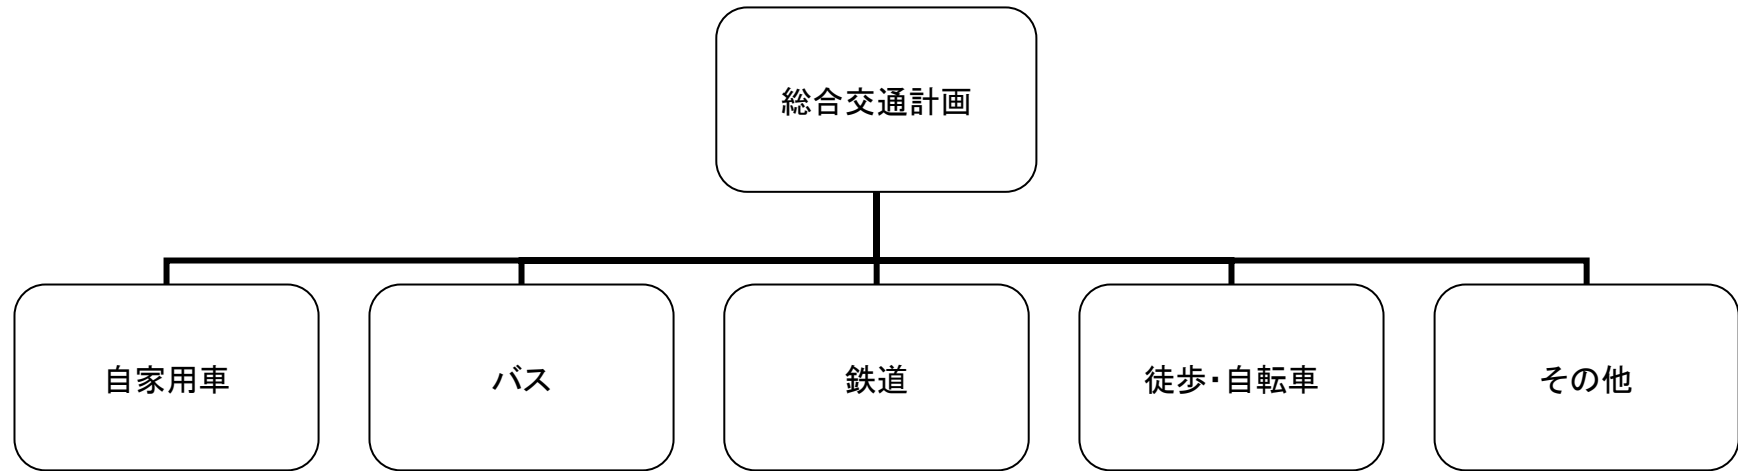 総合交通計画
自家用車
バス
鉄道
徒歩・自転車
その他